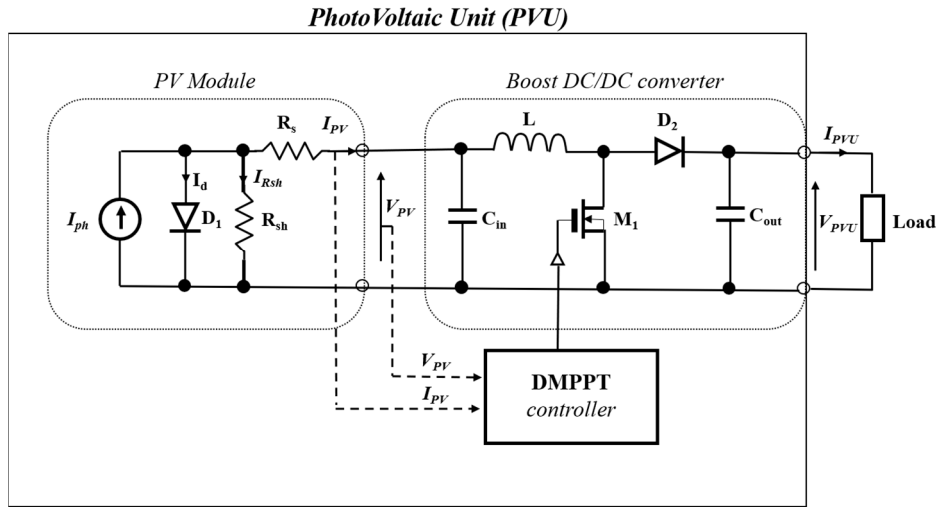 PhotoVoltaic Unit (PVU)
PV Module
Boost DC/DC converter
Rs
IPV
L
D2
IPVU
Id
IRsh
Iph
D1
Rsh
VPV
Cin
M1
Cout
VPVU
Load
VPV
IPV
DMPPT
controller